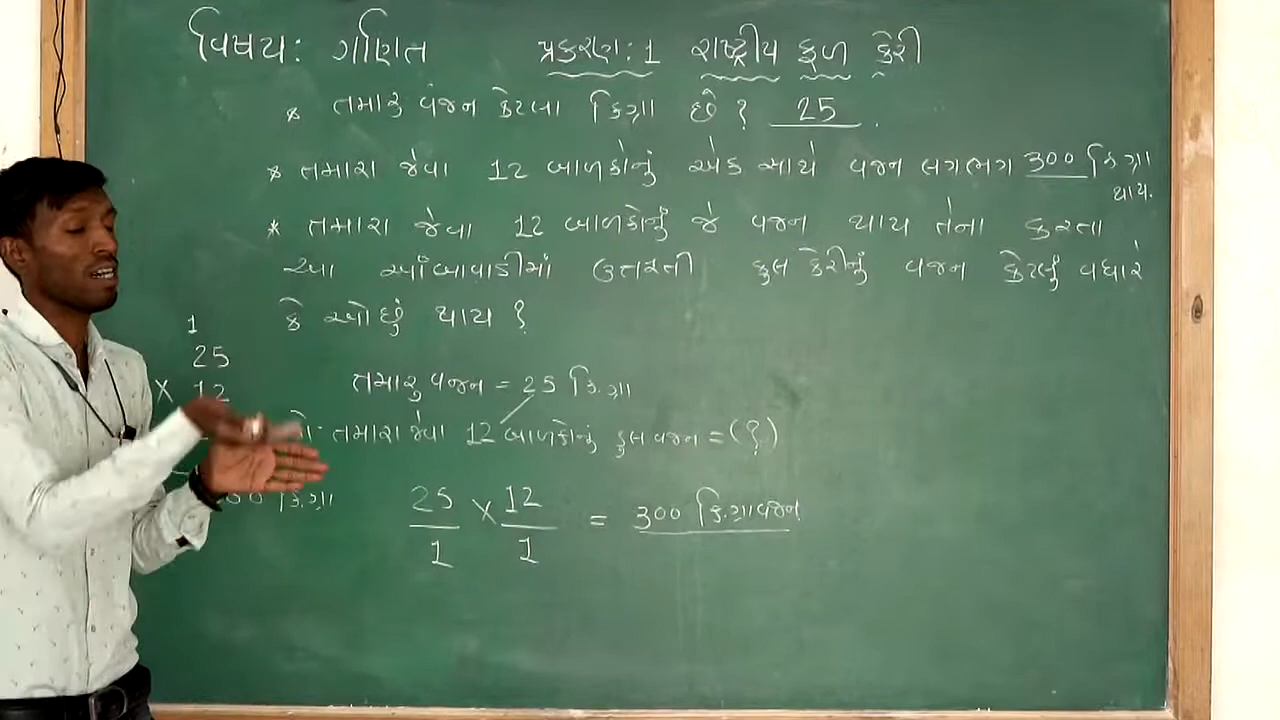 વિષય: ગણિત પ્રકરણ: 1 રાષ્ટ્રીય ફળ કેરી
* તમારુ વજન કેટલા કિગ્રા છે? 25.
* તમારા જેવા 12 બાળકોનું એક સાથે વજન લગભગ 300 કિગ્રા
થાય.
* તમારા જેવા 12 બાળકોનું જે વજન થાય તેના કરતા
આ આંબાવાડીમાં ઉતરતી કુલ કેરીનું વજન કેટલું વધારે
કે ઓછું થાય?
1
25
X 12
તમારુ વજન = 25 કિ.ગ્રા
તમારા જેવા 12 બાળકોનું કુલ વજન = (?)
કિ.ગ્રા
25/1 X 12/1 = 300 કિ.ગ્રા વજન